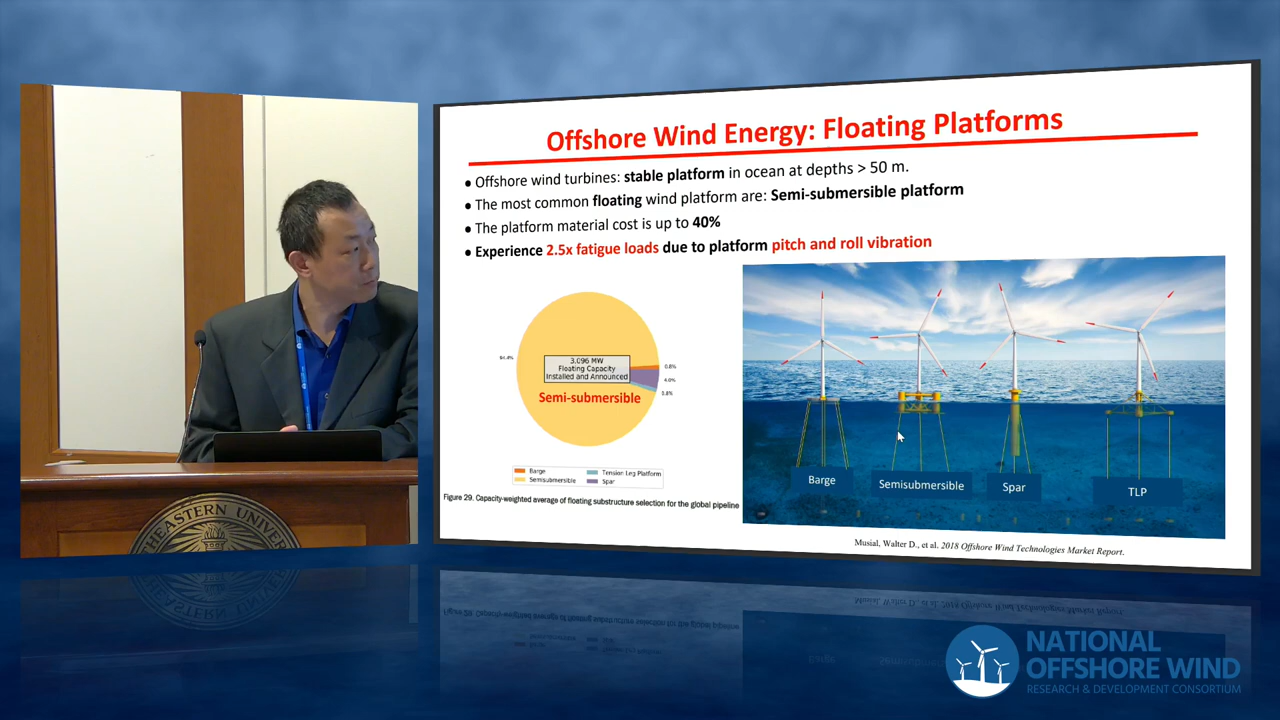 Offshore Wind Energy: Floating Platforms
• Offshore wind turbines: stable platform in ocean at depths > 50 m.
• The most common floating wind platform are: Semi-submersible platform
• The platform material cost is up to 40%
• Experience 2.5x fatigue loads due to platform pitch and roll vibration
3,096 MW
Floating Capacity
Installed and Announced
Semi-submersible
0.8%
4.0%
Barge
Semisubmersible
Tension Leg Platform
Spar
Figure 29. Capacity-weighted average of floating substructure selection for the global pipeline
Barge
Semisubmersible
Spar
TLP
Musial, Walter D., et al. 2018 Offshore Wind Technologies Market Report.
NATIONAL
OFFSHORE WIND
RESEARCH & DEVELOPMENT CONSORTIUM